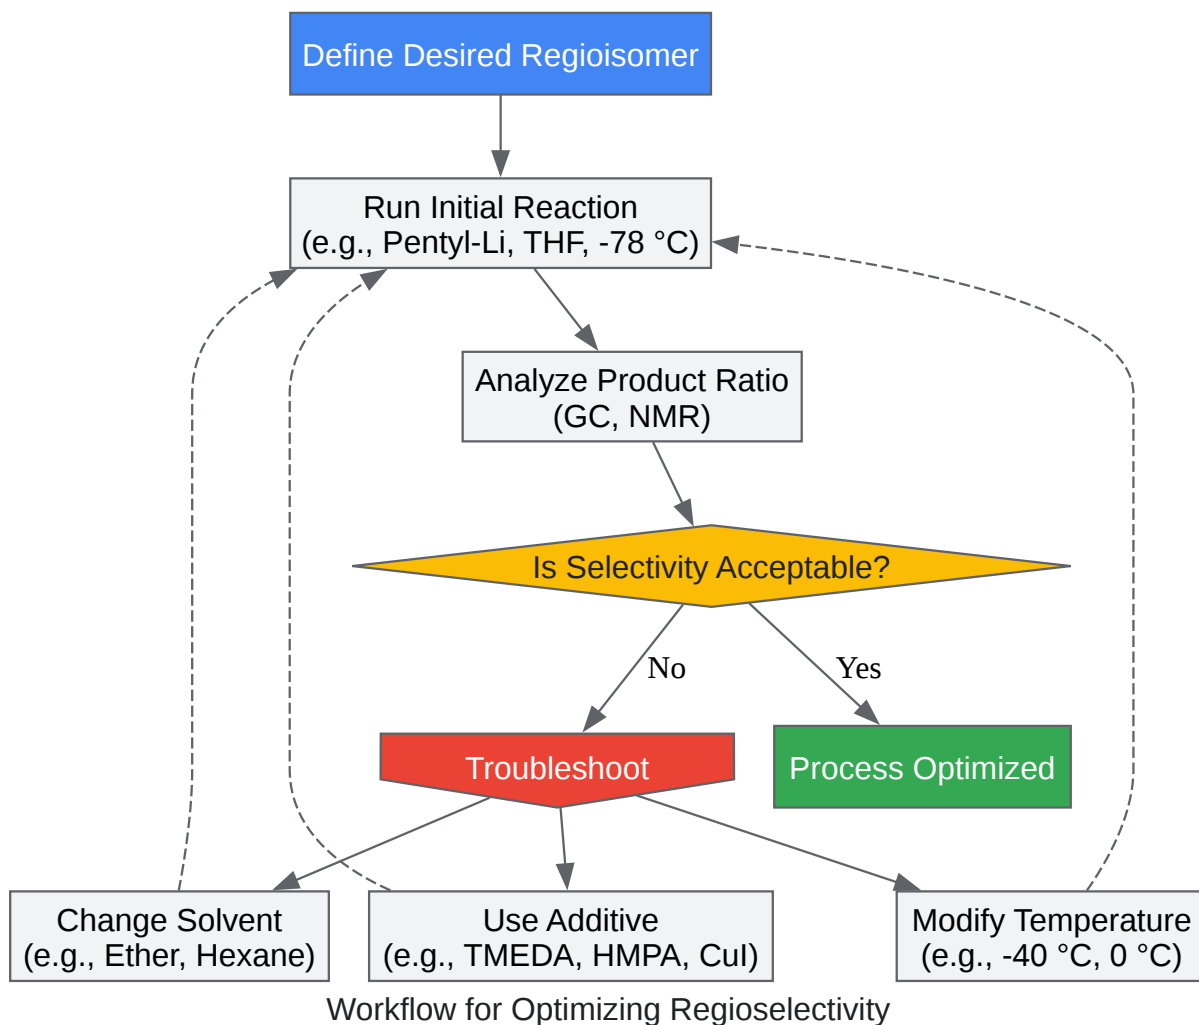 Define Desired Regioisomer
Run Initial Reaction
(e.g., Pentyl-Li, THF, -78 °C)
Analyze Product Ratio
(GC, NMR)
Is Selectivity Acceptable?
No
Yes
Troubleshoot
Process Optimized
Change Solvent
(e.g., Ether, Hexane)
Use Additive
(e.g., TMEDA, HMPA, CuI)
Modify Temperature
(e.g., -40 °C, 0 °C)
Workflow for Optimizing Regioselectivity